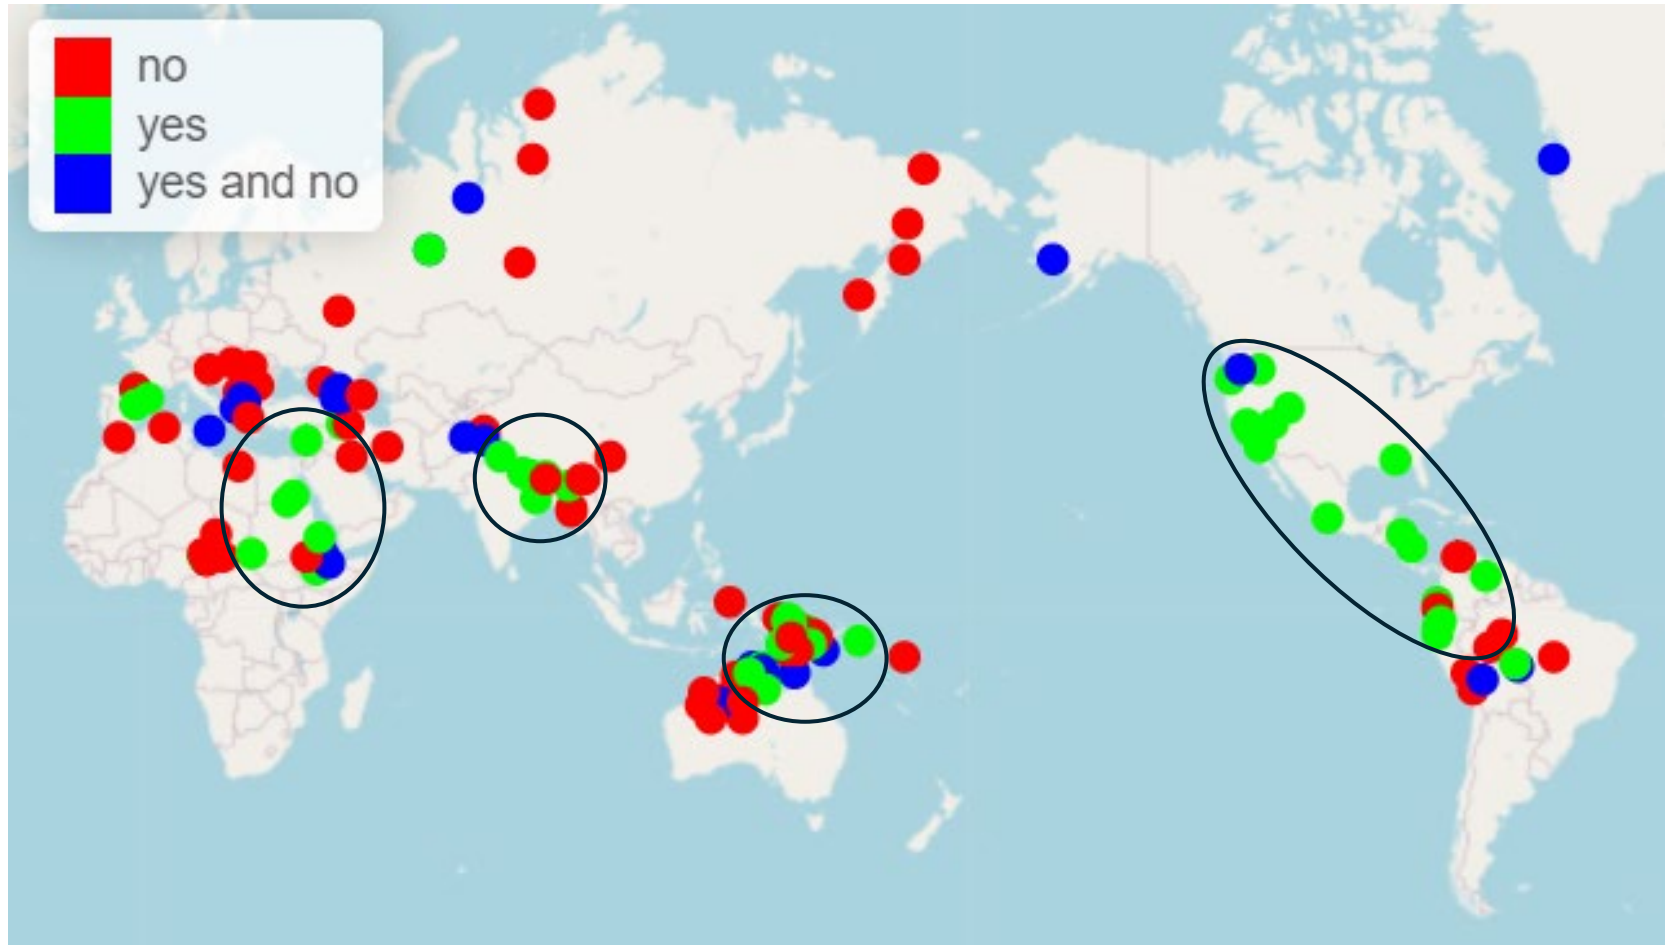 no
yes
yes and no